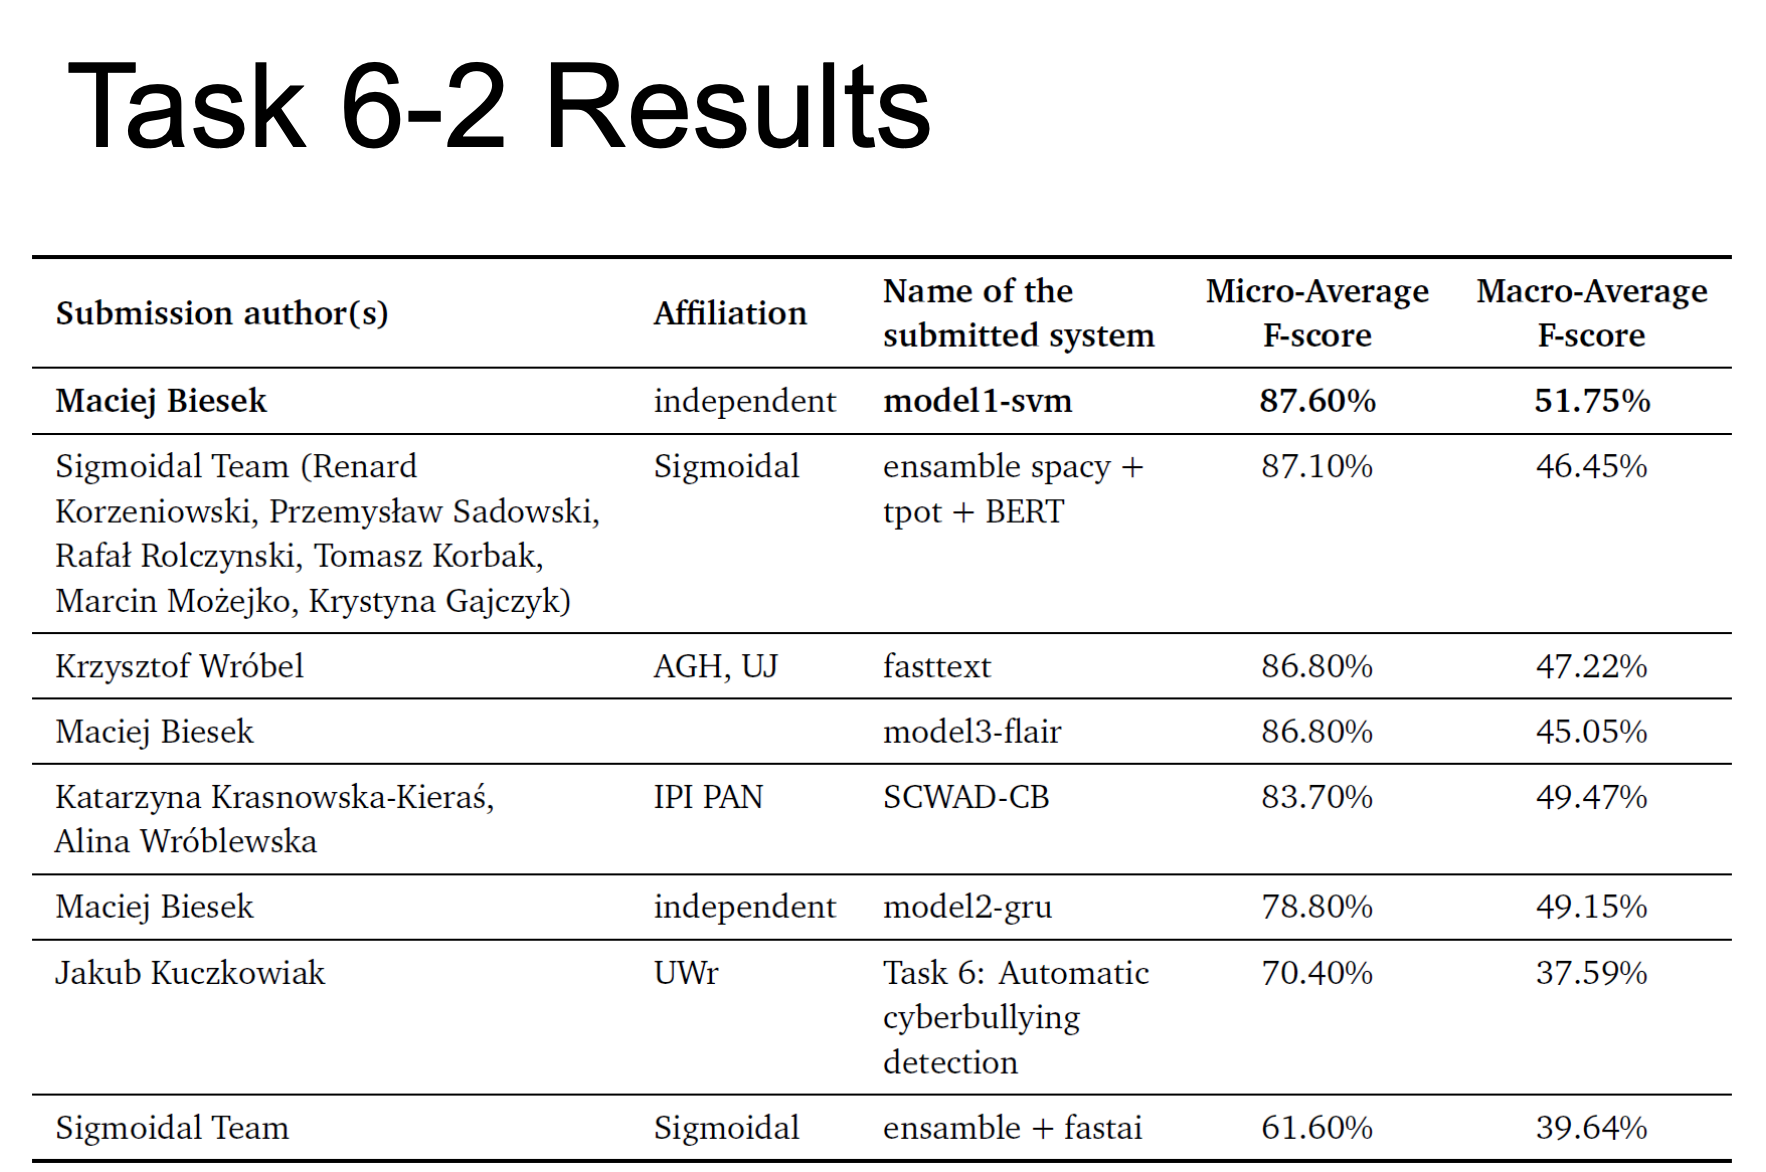 Task 6-2 Results
Submission author(s) Affiliation Name of the submitted system Micro-Average F-score Macro-Average F-score
Maciej Biesek independent model1-svm 87.60% 51.75%
Sigmoidal Team (Renard Sigmoidal ensamble spacy + 87.10% 46.45%
Korzeniowski, Przemysław Sadowski, tpot + BERT
Rafał Rolczynski, Tomasz Korbak,
Marcin Możejko, Krystyna Gajczyk)
Krzysztof Wróbel AGH, UJ fasttext 86.80% 47.22%
Maciej Biesek model3-flair 86.80% 45.05%
Katarzyna Krasnowska-Kieraś, IPI PAN SCWAD-CB 83.70% 49.47%
Alina Wróblewska
Maciej Biesek independent model2-gru 78.80% 49.15%
Jakub Kuczkowiak UWr Task 6: Automatic 70.40% 37.59%
cyberbullying
detection
Sigmoidal Team Sigmoidal ensamble + fastai 61.60% 39.64%